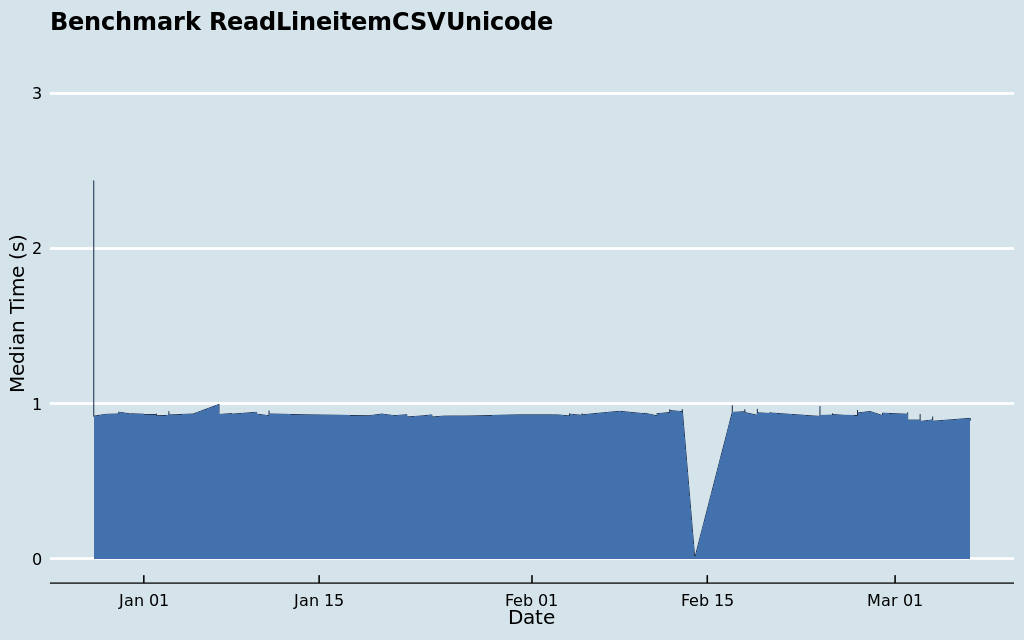 Benchmark ReadLineitemCSVUnicode
3
2
1
0
Median Time (s)
Jan 01
Jan 15
Feb 01
Feb 15
Mar 01
Date